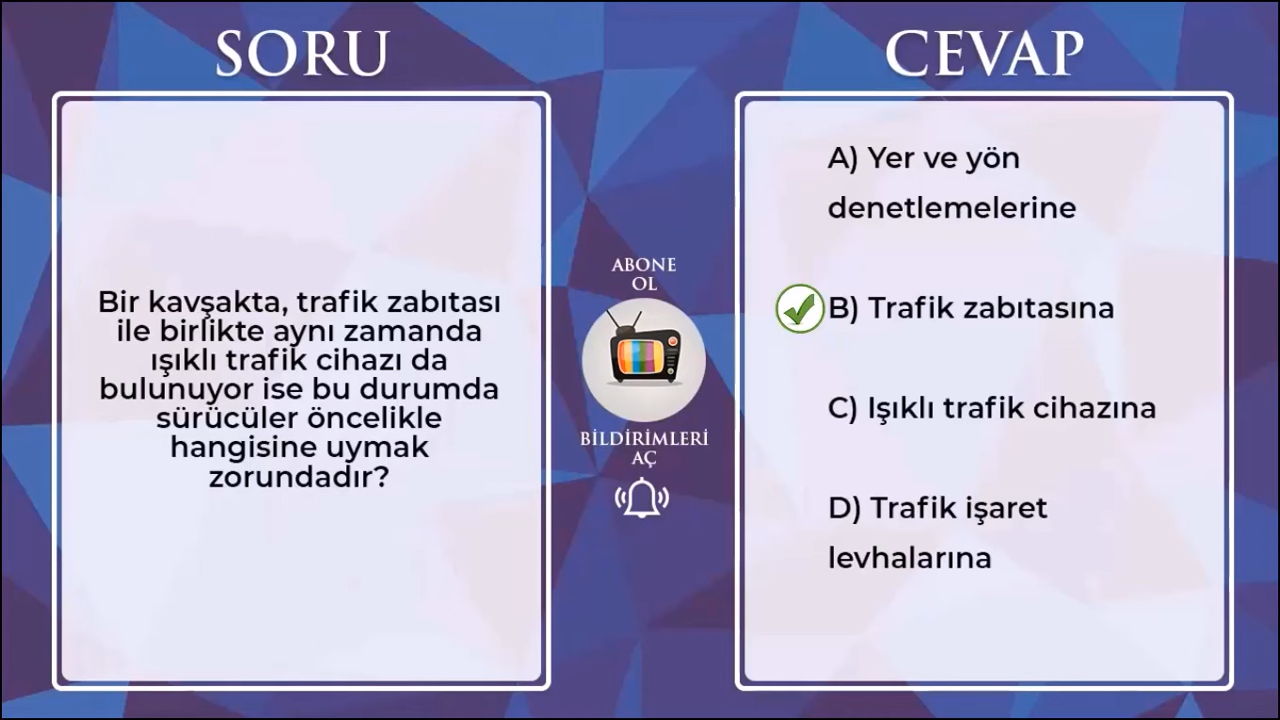 SORU
Bir kavşakta, trafik zabıtası
ile birlikte aynı zamanda
ışıklı trafik cihazı da
bulunuyor ise bu durumda
sürücüler öncelikle
hangisine uymak
zorundadır?
ABONE
OL
BİLDİRİMLERİ
AÇ
CEVAP
A) Yer ve yön
denetlemelerine
B) Trafik zabıtasına
C) Işıklı trafik cihazına
D) Trafik işaret
levhalarına